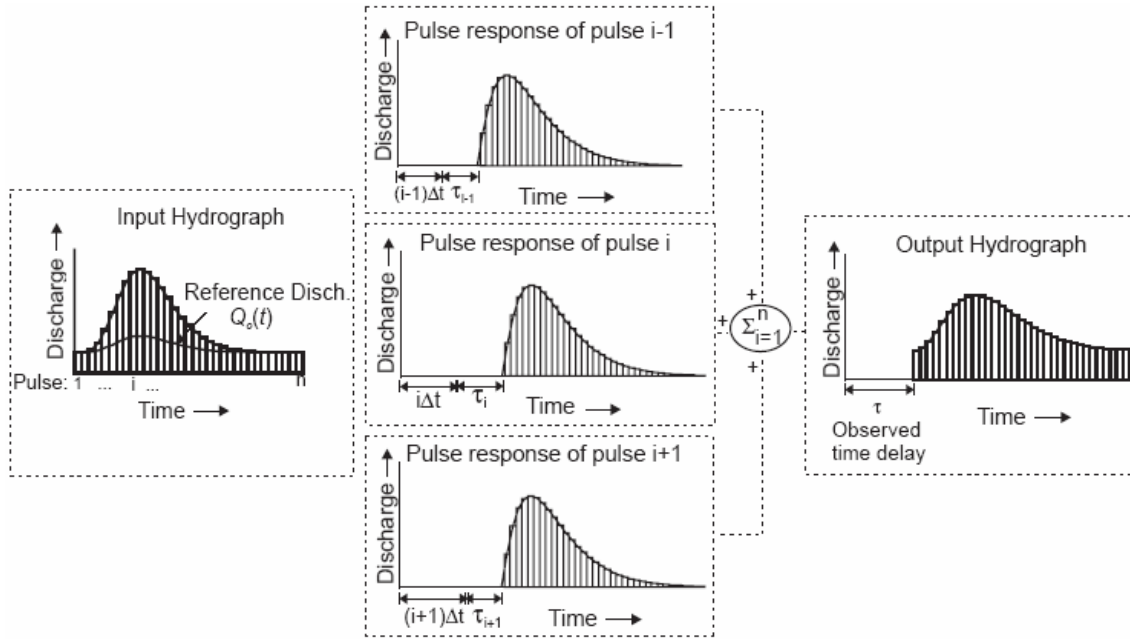 Input Hydrograph
Discharge
Reference Disch.
Qₒ(t)
Pulse: 1 ... i ... n
Time
Pulse response of pulse i-1
Discharge
(i-1)Δt τᵢ₋₁
Time
Pulse response of pulse i
Discharge
iΔt τᵢ
Time
Pulse response of pulse i+1
Discharge
(i+1)Δt τᵢ₊₁
Time
+
+
Σⁿᵢ₌₁
+
Output Hydrograph
Discharge
τ
Time
Observed
time delay